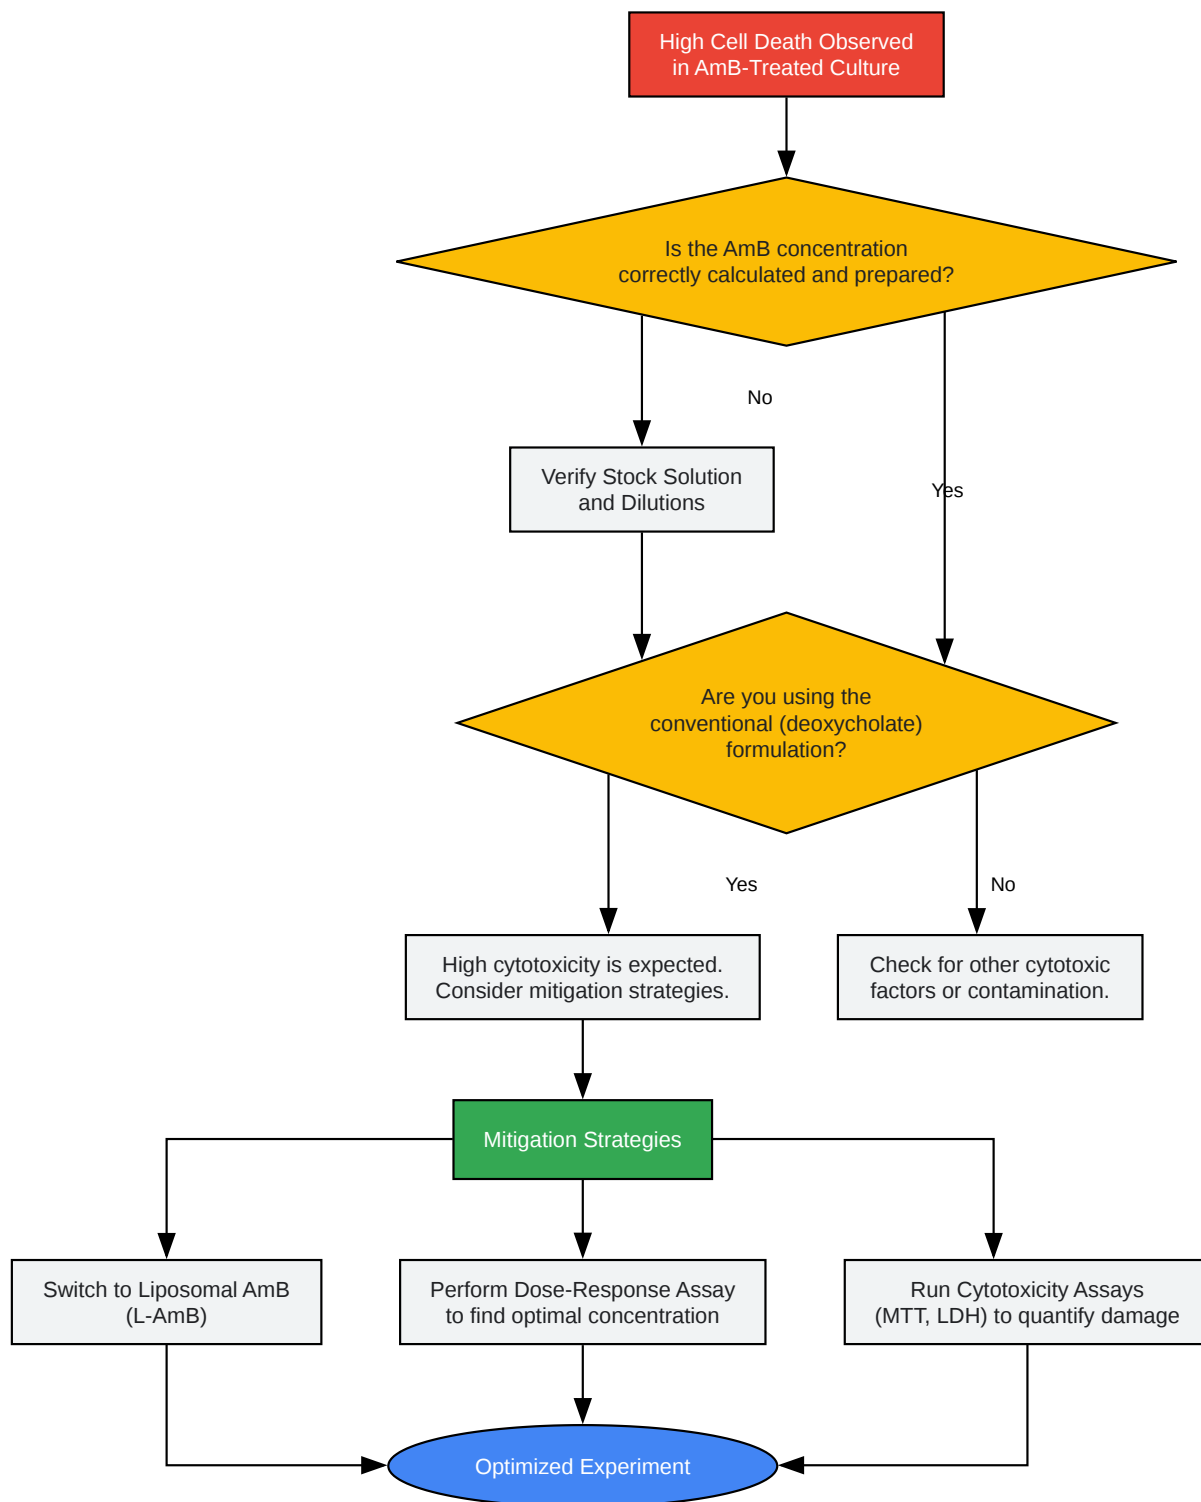 High Cell Death Observed
in AmB-Treated Culture
Is the AmB concentration
correctly calculated and prepared?
No
Verify Stock Solution
and Dilutions
Yes
Are you using the
conventional (deoxycholate)
formulation?
Yes
No
High cytotoxicity is expected.
Consider mitigation strategies.
Check for other cytotoxic
factors or contamination.
Mitigation Strategies
Switch to Liposomal AmB
(L-AmB)
Perform Dose-Response Assay
to find optimal concentration
Run Cytotoxicity Assays
(MTT, LDH) to quantify damage
Optimized Experiment